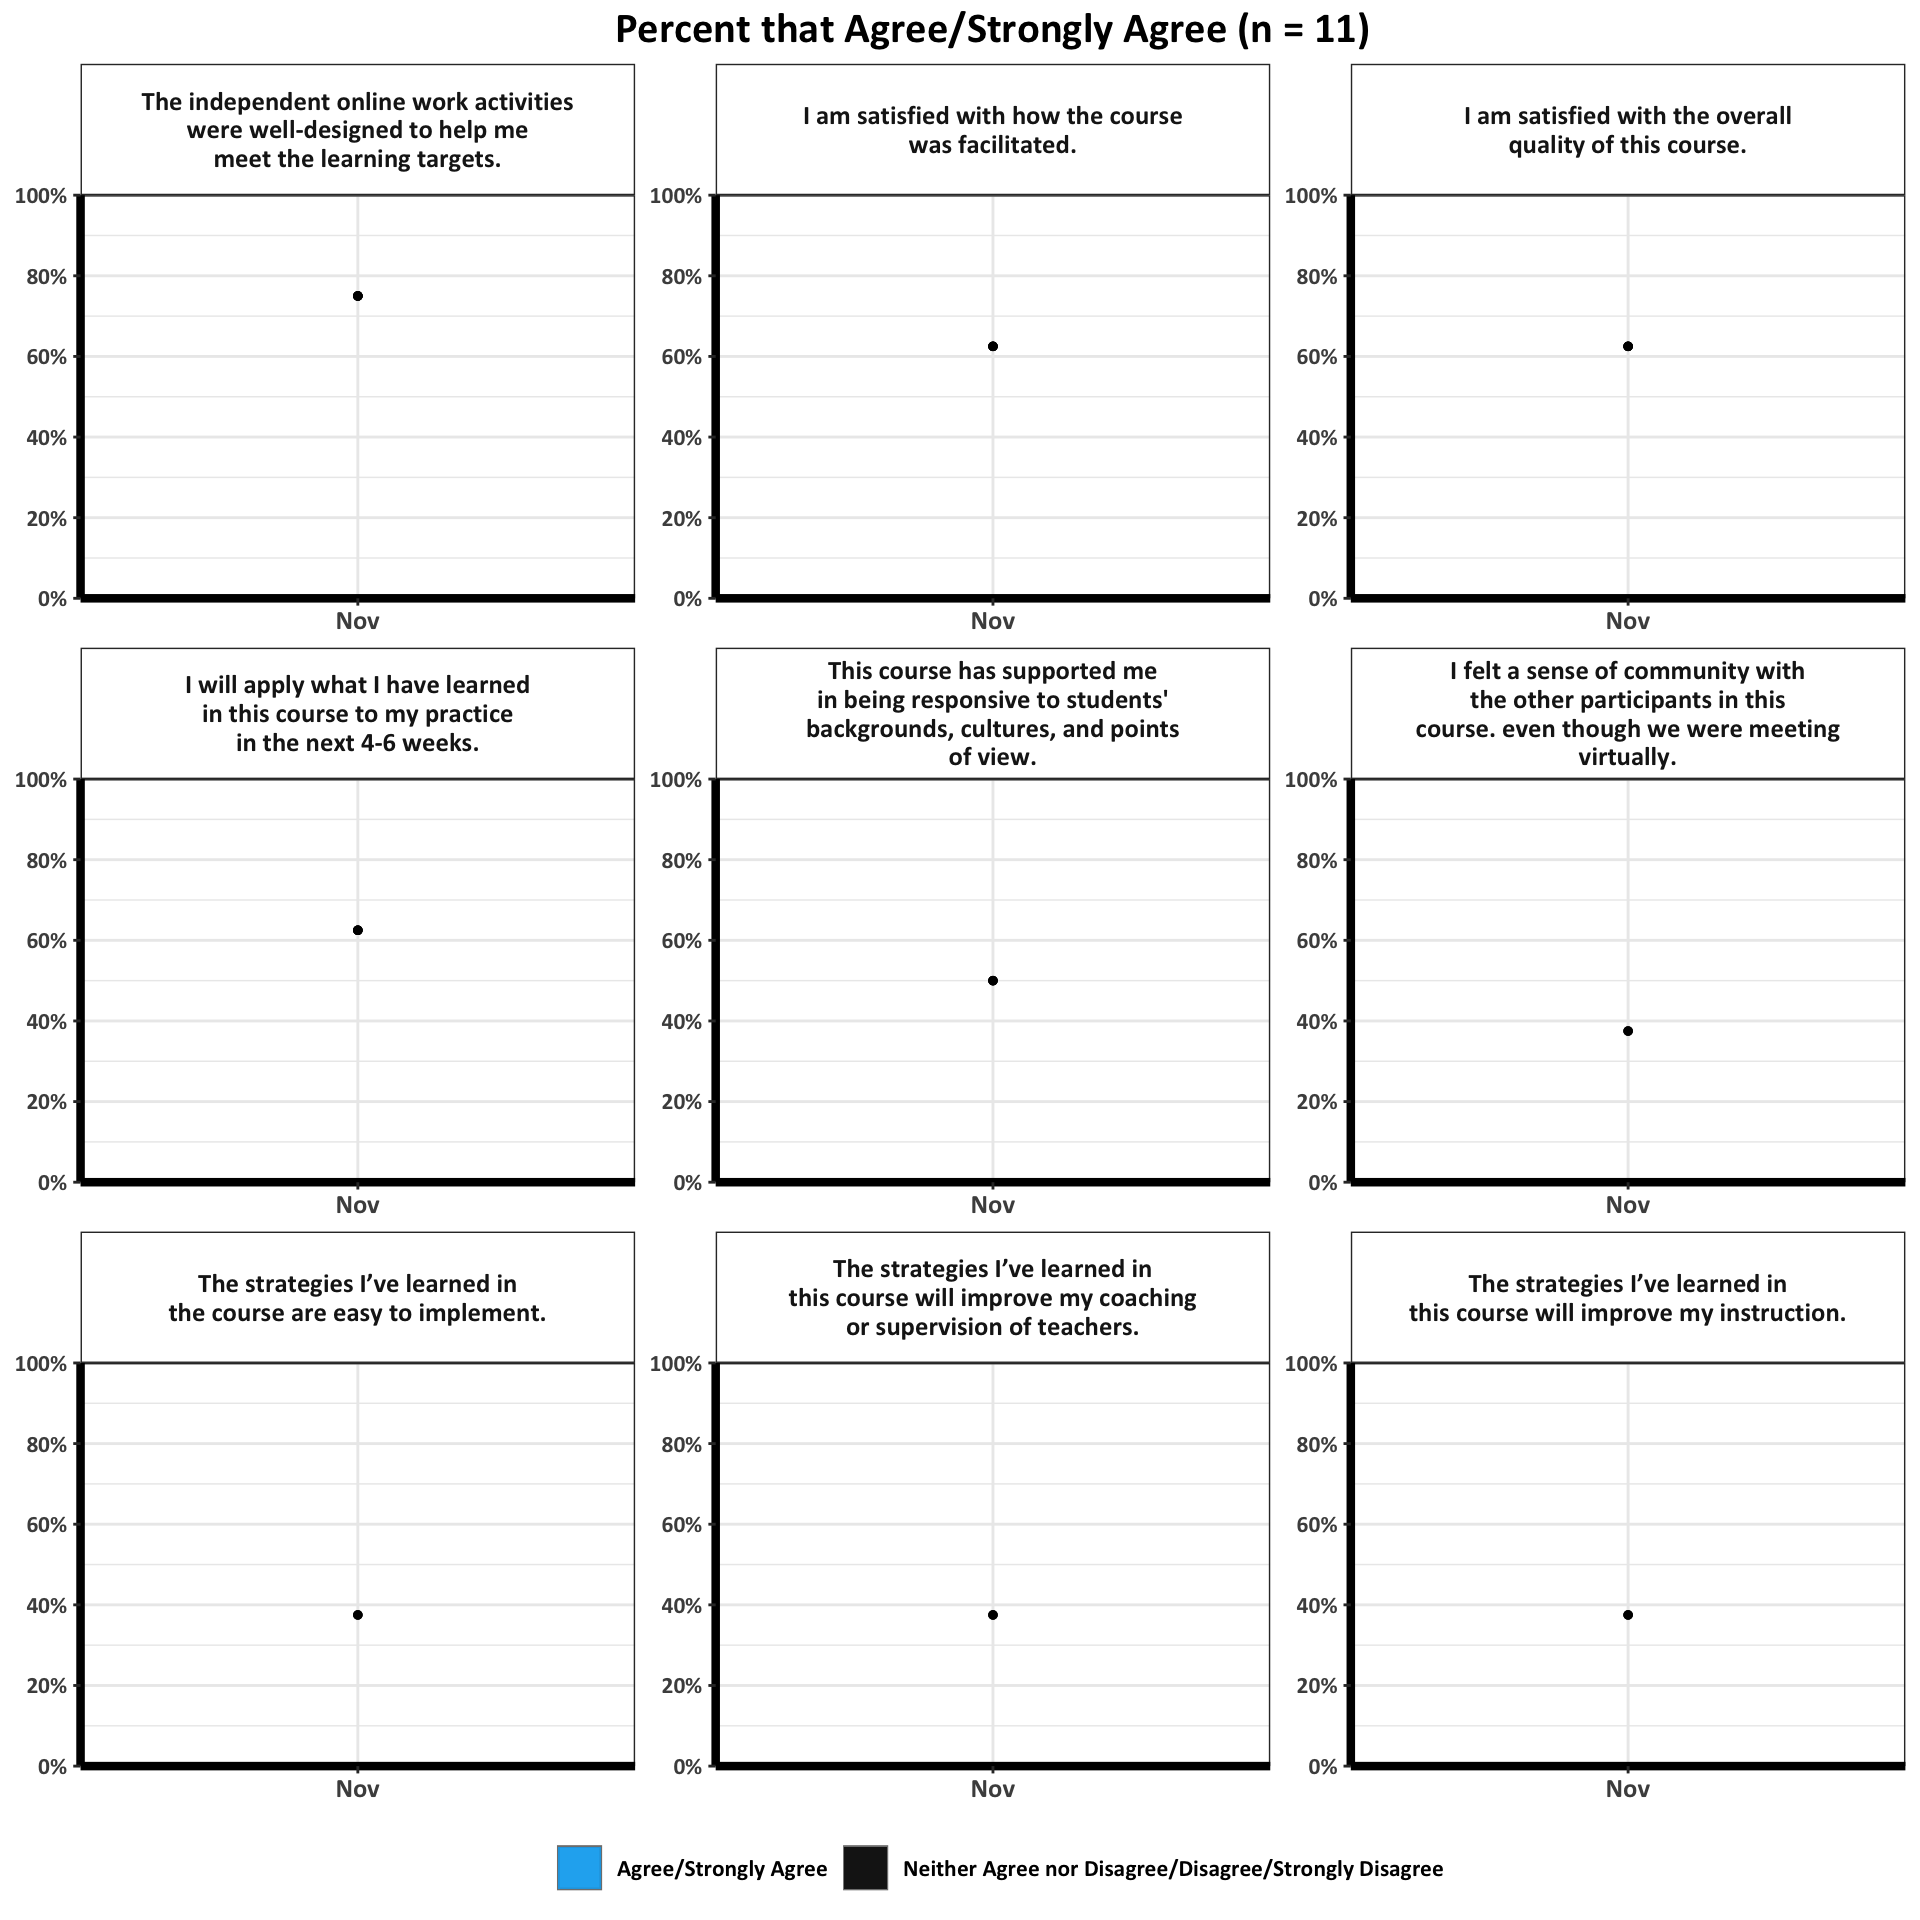 Percent that Agree/Strongly Agree (n = 11)
The independent online work activities
were well-designed to help me
meet the learning targets.
100%
80%
60%
40%
20%
0%
Nov
I am satisfied with how the course
was facilitated.
100%
80%
60%
40%
20%
0%
Nov
I am satisfied with the overall
quality of this course.
100%
80%
60%
40%
20%
0%
Nov
I will apply what I have learned
in this course to my practice
in the next 4-6 weeks.
100%
80%
60%
40%
20%
0%
Nov
This course has supported me
in being responsive to students'
backgrounds, cultures, and points
of view.
100%
80%
60%
40%
20%
0%
Nov
I felt a sense of community with
the other participants in this
course. even though we were meeting
virtually.
100%
80%
60%
40%
20%
0%
Nov
The strategies I’ve learned in
the course are easy to implement.
100%
80%
60%
40%
20%
0%
Nov
The strategies I’ve learned in
this course will improve my coaching
or supervision of teachers.
100%
80%
60%
40%
20%
0%
Nov
The strategies I’ve learned in
this course will improve my instruction.
100%
80%
60%
40%
20%
0%
Nov
Agree/Strongly Agree
Neither Agree nor Disagree/Disagree/Strongly Disagree